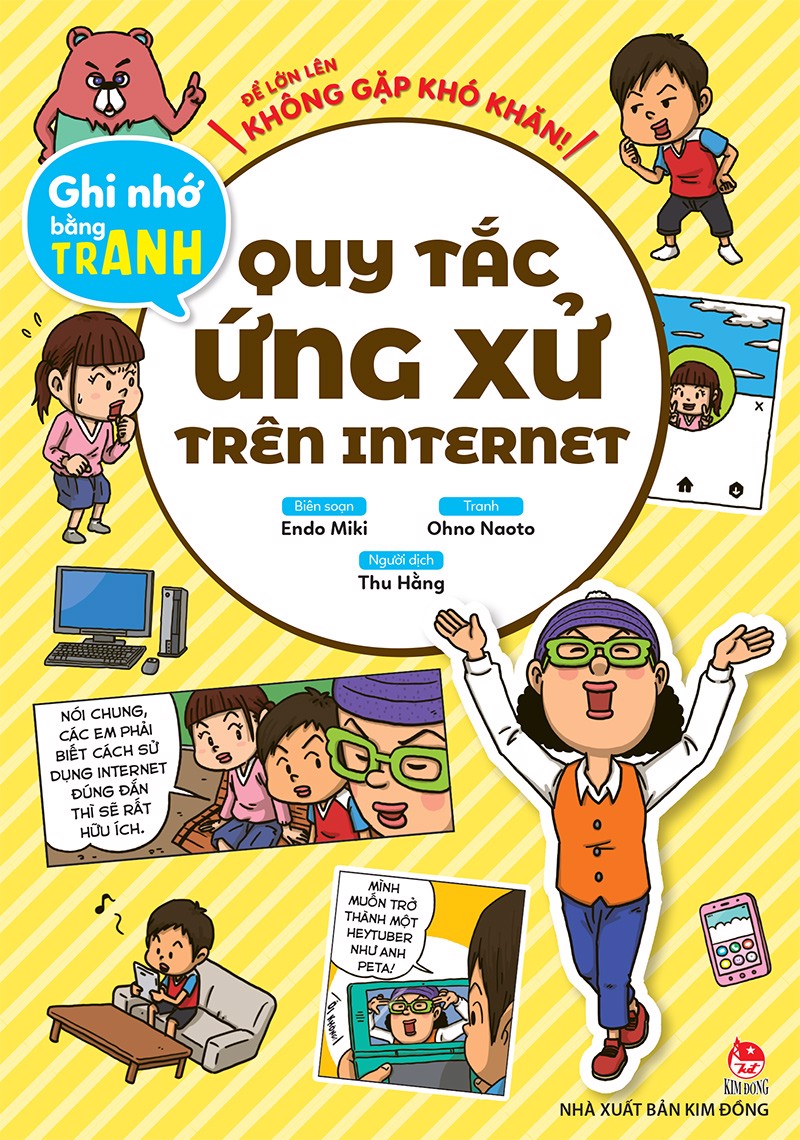 ĐỂ LỚN LÊN
KHÔNG GẶP KHÓ KHĂN!
Ghi nhớ
bằng
TRANH
QUY TẮC
ỨNG XỬ
TRÊN INTERNET
Biên soạn
Endo Miki
Tranh
Ohno Naoto
Người dịch
Thu Hằng
X
NÓI CHUNG,
CÁC EM PHẢI
BIẾT CÁCH SỬ
DỤNG INTERNET
ĐÚNG ĐẮN
THÌ SẼ RẤT
HỮU ÍCH.
MÌNH
MUỐN TRỞ
THÀNH MỘT
HEYTUBER
NHƯ ANH
PETA!
ÔI KHÔNG!
KIM ĐỒNG
NHÀ XUẤT BẢN KIM ĐỒNG